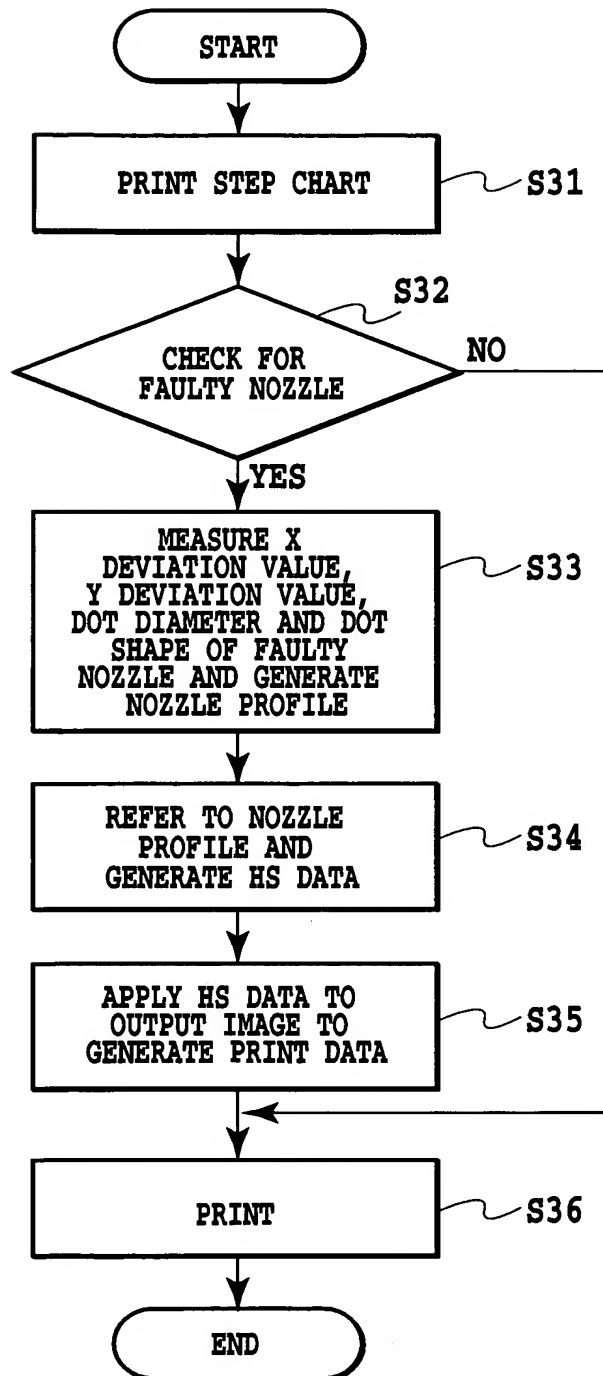 START
PRINT STEP CHART
S31
S32
CHECK FOR
FAULTY NOZZLE
NO
YES
MEASURE X
DEVIATION VALUE,
Y DEVIATION VALUE,
DOT DIAMETER AND DOT
SHAPE OF FAULTY
NOZZLE AND GENERATE
NOZZLE PROFILE
S33
REFER TO NOZZLE
PROFILE AND
GENERATE HS DATA
S34
APPLY HS DATA TO
OUTPUT IMAGE TO
GENERATE PRINT DATA
S35
PRINT
S36
END